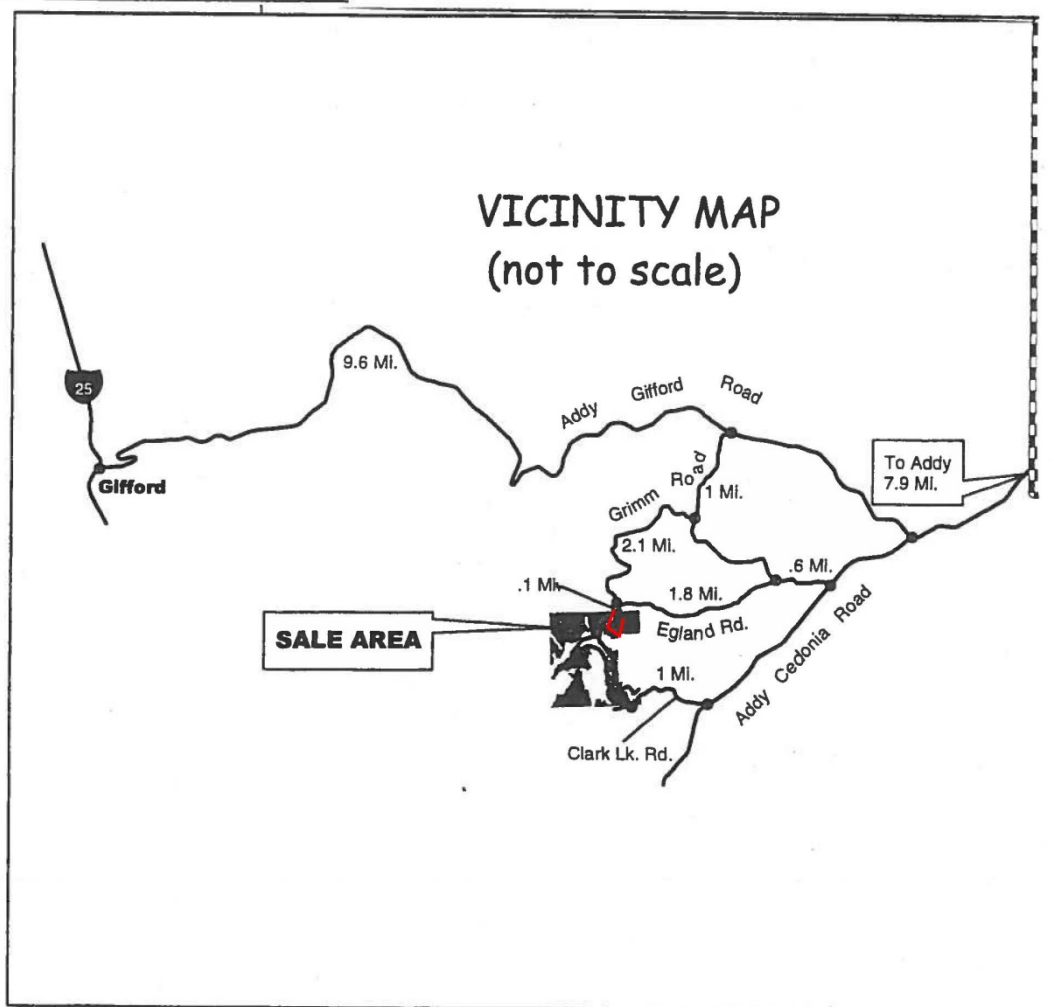 VICINITY MAP
(not to scale)
9.6 Mi.
25
Gifford
Addy Gifford Road
To Addy
7.9 Mi.
Grimm Road
1 Mi.
2.1 Mi.
.6 Mi.
.1 Mi.
1.8 Mi.
Egland Rd.
SALE AREA
1 Mi.
Addy Cedonia Road
Clark Lk. Rd.